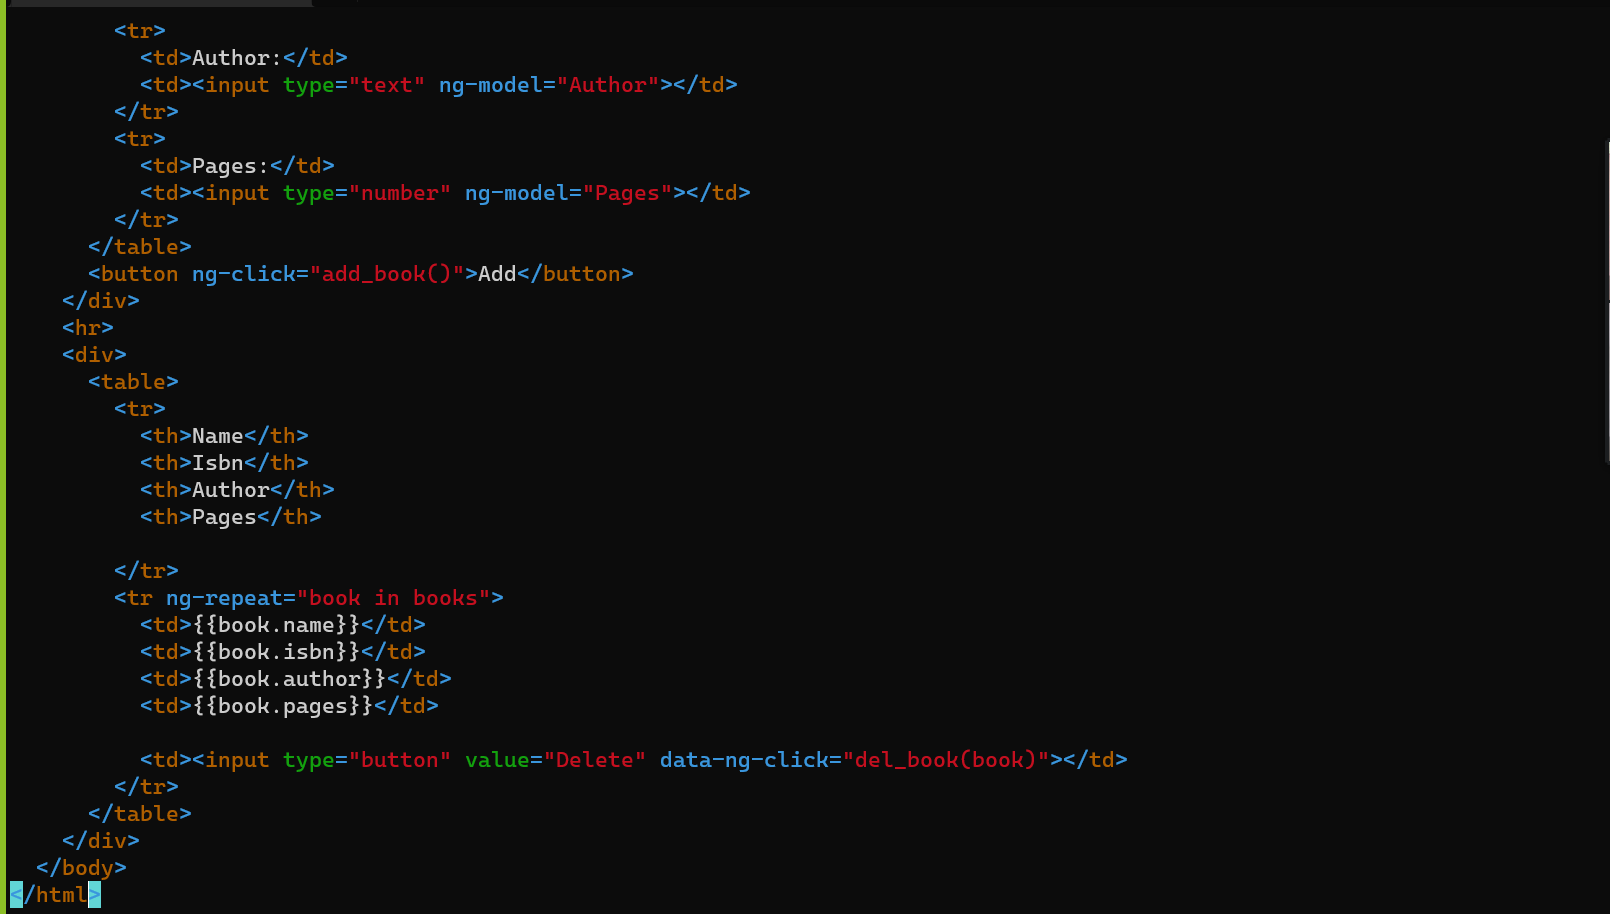 <tr>
<td>Author:</td>
<td><input type="text" ng-model="Author"></td>
</tr>
<tr>
<td>Pages:</td>
<td><input type="number" ng-model="Pages"></td>
</tr>
</table>
<button ng-click="add_book()">Add</button>
</div>
<hr>
<div>
<table>
<tr>
<th>Name</th>
<th>Isbn</th>
<th>Author</th>
<th>Pages</th>
</tr>
<tr ng-repeat="book in books">
<td>{{book.name}}</td>
<td>{{book.isbn}}</td>
<td>{{book.author}}</td>
<td>{{book.pages}}</td>
<td><input type="button" value="Delete" data-ng-click="del_book(book)"></td>
</tr>
</table>
</div>
</body>
</html>